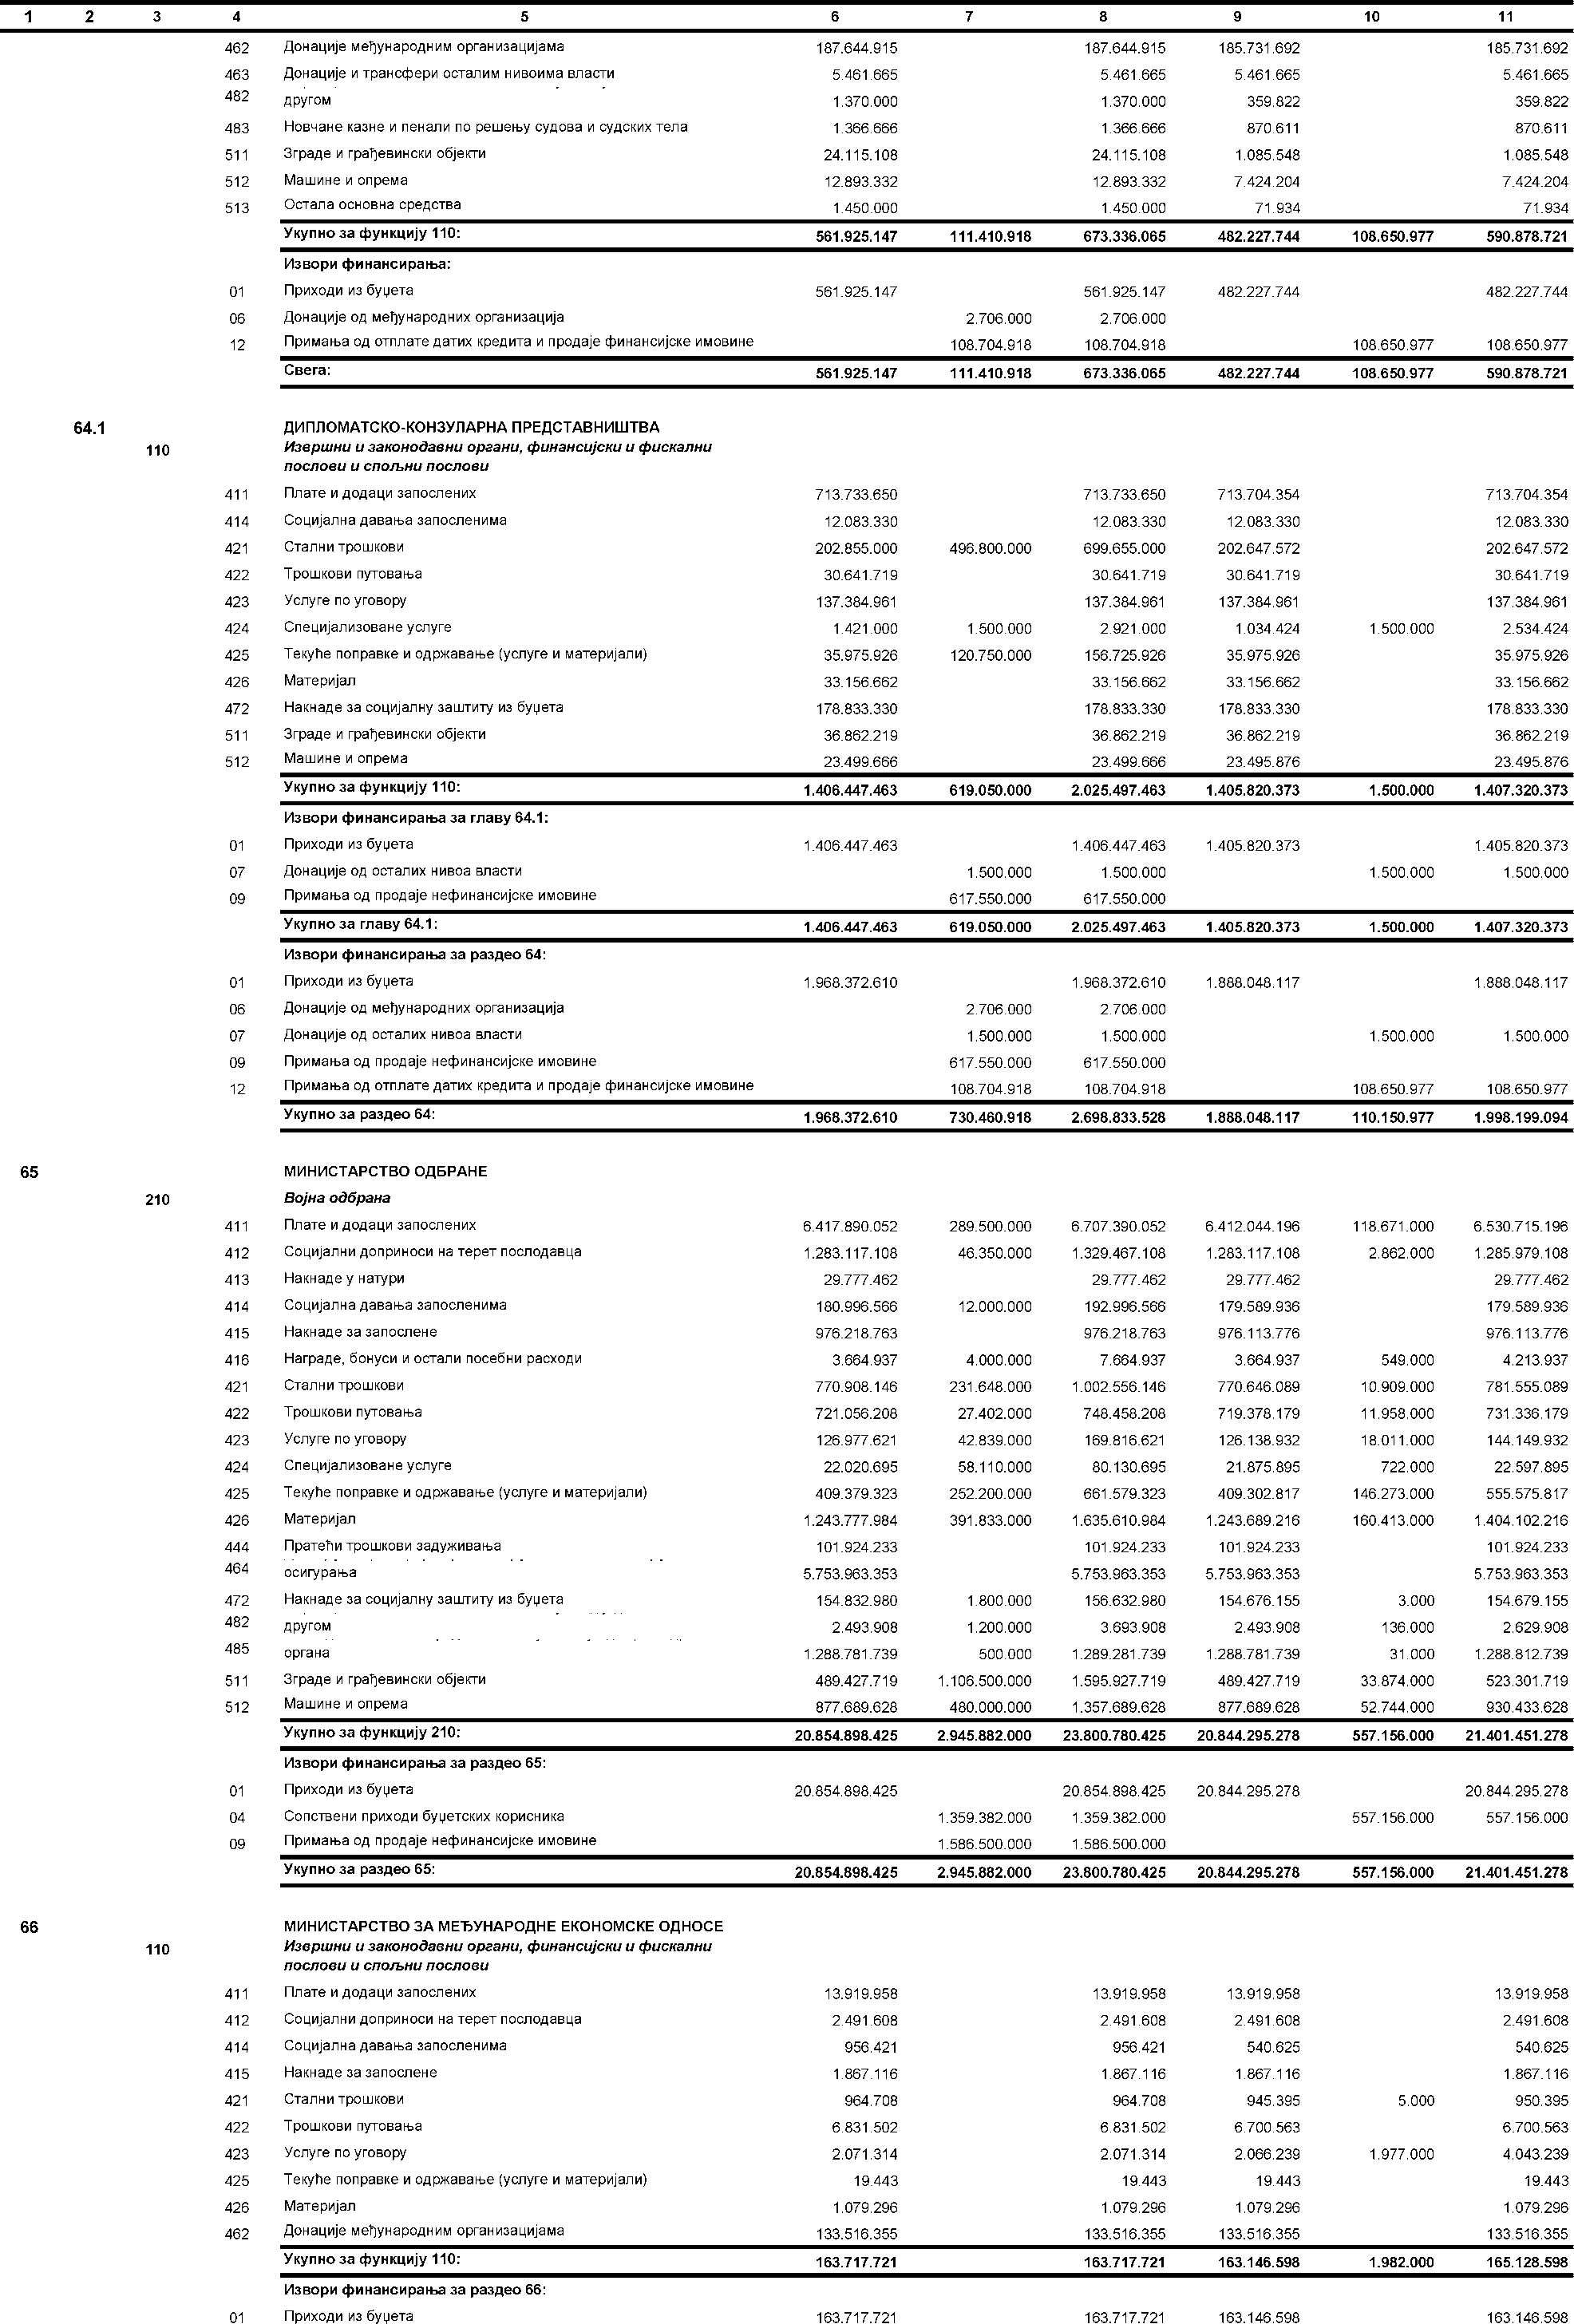 1 2 3 4 5 6 7 8 9 10 11
462 Донације међународним организацијама 187.644.915 187.644.915 185.731.692 185.731.692
463 Донације и трансфери осталим нивоима власти 5.461.665 5.461.665 5.461.665 5.461.665
482 другом 1.370.000 1.370.000 359.822 359.822
483 Новчане казне и пенали по решењу судова и судских тела 1.366.666 1.366.666 870.611 870.611
511 Зграде и грађевински објекти 24.115.108 24.115.108 1.085.548 1.085.548
512 Машине и опрема 12.893.332 12.893.332 7.424.204 7.424.204
513 Остала основна средства 1.450.000 1.450.000 71.934 71.934
Укупно за функцију 110: 561.925.147 111.410.918 673.336.065 482.227.744 108.650.977 590.878.721
Извори финансирања:
01 Приходи из буџета 561.925.147 561.925.147 482.227.744 482.227.744
06 Донације од међународних организација 2.706.000 2.706.000
12 Примања од отплате датих кредита и продаје финансијске имовине 108.704.918 108.704.918 108.650.977 108.650.977
Свега: 561.925.147 111.410.918 673.336.065 482.227.744 108.650.977 590.878.721
64.1 ДИПЛОМАТСКО-КОНЗУЛАРНА ПРЕДСТАВНИШТВА
110 Извршни и законодавни органи, финансијски и фискални
послови и спољни послови
411 Плате и додаци запослених 713.733.650 713.733.650 713.704.354 713.704.354
414 Социјална давања запосленима 12.083.330 12.083.330 12.083.330 12.083.330
421 Стални трошкови 202.855.000 496.800.000 699.655.000 202.647.572 202.647.572
422 Трошкови путовања 30.641.719 30.641.719 30.641.719 30.641.719
423 Услуге по уговору 137.384.961 137.384.961 137.384.961 137.384.961
424 Специјализоване услуге 1.421.000 1.500.000 2.921.000 1.034.424 1.500.000 2.534.424
425 Текуће поправке и одржавање (услуге и материјали) 35.975.926 120.750.000 156.725.926 35.975.926 35.975.926
426 Материјал 33.156.662 33.156.662 33.156.662 33.156.662
472 Накнаде за социјалну заштиту из буџета 178.833.330 178.833.330 178.833.330 178.833.330
511 Зграде и грађевински објекти 36.862.219 36.862.219 36.862.219 36.862.219
512 Машине и опрема 23.499.666 23.499.666 23.495.876 23.495.876
Укупно за функцију 110: 1.406.447.463 619.050.000 2.025.497.463 1.405.820.373 1.500.000 1.407.320.373
Извори финансирања за главу 64.1:
01 Приходи из буџета 1.406.447.463 1.406.447.463 1.405.820.373 1.405.820.373
07 Донације од осталих нивоа власти 1.500.000 1.500.000 1.500.000 1.500.000
09 Примања од продаје нефинансијске имовине 617.550.000 617.550.000
Укупно за главу 64.1: 1.406.447.463 619.050.000 2.025.497.463 1.405.820.373 1.500.000 1.407.320.373
Извори финансирања за раздео 64:
01 Приходи из буџета 1.968.372.610 1.968.372.610 1.888.048.117 1.888.048.117
06 Донације од међународних организација 2.706.000 2.706.000
07 Донације од осталих нивоа власти 1.500.000 1.500.000 1.500.000 1.500.000
09 Примања од продаје нефинансијске имовине 617.550.000 617.550.000
12 Примања од отплате датих кредита и продаје финансијске имовине 108.704.918 108.704.918 108.650.977 108.650.977
Укупно за раздео 64: 1.968.372.610 730.460.918 2.698.833.528 1.888.048.117 110.150.977 1.998.199.094
65 МИНИСТАРСТВО ОДБРАНЕ
210 Војна одбрана
411 Плате и додаци запослених 6.417.890.052 289.500.000 6.707.390.052 6.412.044.196 118.671.000 6.530.715.196
412 Социјални доприноси на терет послодавца 1.283.117.108 46.350.000 1.329.467.108 1.283.117.108 2.862.000 1.285.979.108
413 Накнаде у натури 29.777.462 29.777.462 29.777.462 29.777.462
414 Социјална давања запосленима 180.996.566 12.000.000 192.996.566 179.589.936 179.589.936
415 Накнаде за запослене 976.218.763 976.218.763 976.113.776 976.113.776
416 Награде, бонуси и остали посебни расходи 3.664.937 4.000.000 7.664.937 3.664.937 549.000 4.213.937
421 Стални трошкови 770.908.146 231.648.000 1.002.556.146 770.646.089 10.909.000 781.555.089
422 Трошкови путовања 721.056.208 27.402.000 748.458.208 719.378.179 11.958.000 731.336.179
423 Услуге по уговору 126.977.621 42.839.000 169.816.621 126.138.932 18.011.000 144.149.932
424 Специјализоване услуге 22.020.695 58.110.000 80.130.695 21.875.895 722.000 22.597.895
425 Текуће поправке и одржавање (услуге и материјали) 409.379.323 252.200.000 661.579.323 409.302.817 146.273.000 555.575.817
426 Материјал 1.243.777.984 391.833.000 1.635.610.984 1.243.689.216 160.413.000 1.404.102.216
444 Пратећи трошкови задуживања 101.924.233 101.924.233 101.924.233 101.924.233
464 осигурања 5.753.963.353 5.753.963.353 5.753.963.353 5.753.963.353
472 Накнаде за социјалну заштиту из буџета 154.832.980 1.800.000 156.632.980 154.676.155 3.000 154.679.155
482 другом 2.493.908 1.200.000 3.693.908 2.493.908 136.000 2.629.908
485 органа 1.288.781.739 500.000 1.289.281.739 1.288.781.739 31.000 1.288.812.739
511 Зграде и грађевински објекти 489.427.719 1.106.500.000 1.595.927.719 489.427.719 33.874.000 523.301.719
512 Машине и опрема 877.689.628 480.000.000 1.357.689.628 877.689.628 52.744.000 930.433.628
Укупно за функцију 210: 20.854.898.425 2.945.882.000 23.800.780.425 20.844.295.278 557.156.000 21.401.451.278
Извори финансирања за раздео 65:
01 Приходи из буџета 20.854.898.425 20.854.898.425 20.844.295.278 20.844.295.278
04 Сопствени приходи буџетских корисника 1.359.382.000 1.359.382.000 557.156.000 557.156.000
09 Примања од продаје нефинансијске имовине 1.586.500.000 1.586.500.000
Укупно за раздео 65: 20.854.898.425 2.945.882.000 23.800.780.425 20.844.295.278 557.156.000 21.401.451.278
66 МИНИСТАРСТВО ЗА МЕЂУНАРОДНЕ ЕКОНОМСКЕ ОДНОСЕ
110 Извршни и законодавни органи, финансијски и фискални
послови и спољни послови
411 Плате и додаци запослених 13.919.958 13.919.958 13.919.958 13.919.958
412 Социјални доприноси на терет послодавца 2.491.608 2.491.608 2.491.608 2.491.608
414 Социјална давања запосленима 956.421 956.421 540.625 540.625
415 Накнаде за запослене 1.867.116 1.867.116 1.867.116 1.867.116
421 Стални трошкови 964.708 964.708 945.395 5.000 950.395
422 Трошкови путовања 6.831.502 6.831.502 6.700.563 6.700.563
423 Услуге по уговору 2.071.314 2.071.314 2.066.239 1.977.000 4.043.239
425 Текуће поправке и одржавање (услуге и материјали) 19.443 19.443 19.443 19.443
426 Материјал 1.079.296 1.079.296 1.079.296 1.079.296
462 Донације међународним организацијама 133.516.355 133.516.355 133.516.355 133.516.355
Укупно за функцију 110: 163.717.721 163.717.721 163.146.598 1.982.000 165.128.598
Извори финансирања за раздео 66:
01 Приходи из буџета 163.717.721 163.717.721 163.146.598 163.146.598